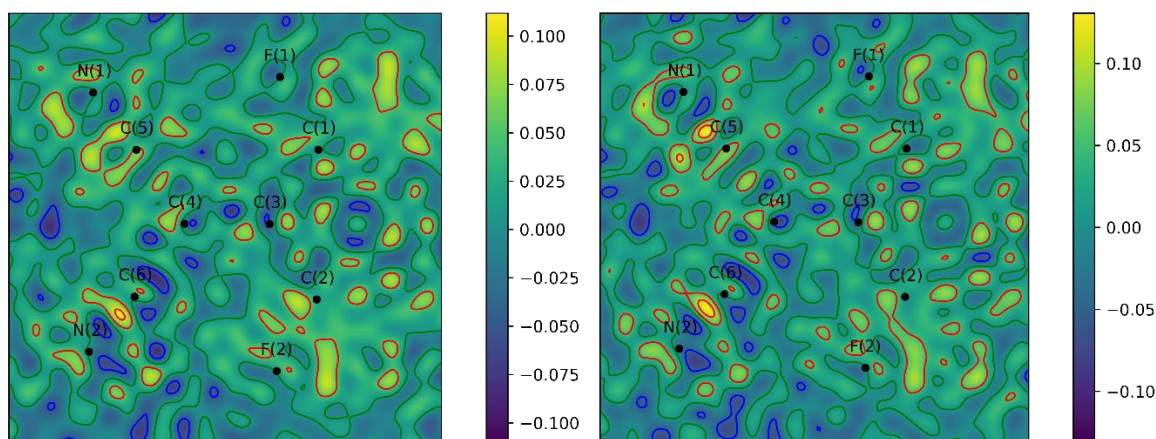 F(1)
N(1)
C(5)
C(1)
C(4)
C(3)
C(6)
C(2)
N(2)
F(2)
0.100
0.075
0.050
0.025
0.000
−0.025
−0.050
−0.075
−0.100
F(1)
N(1)
C(5)
C(1)
C(4)
C(3)
C(6)
C(2)
N(2)
F(2)
0.10
0.05
0.00
−0.05
−0.10